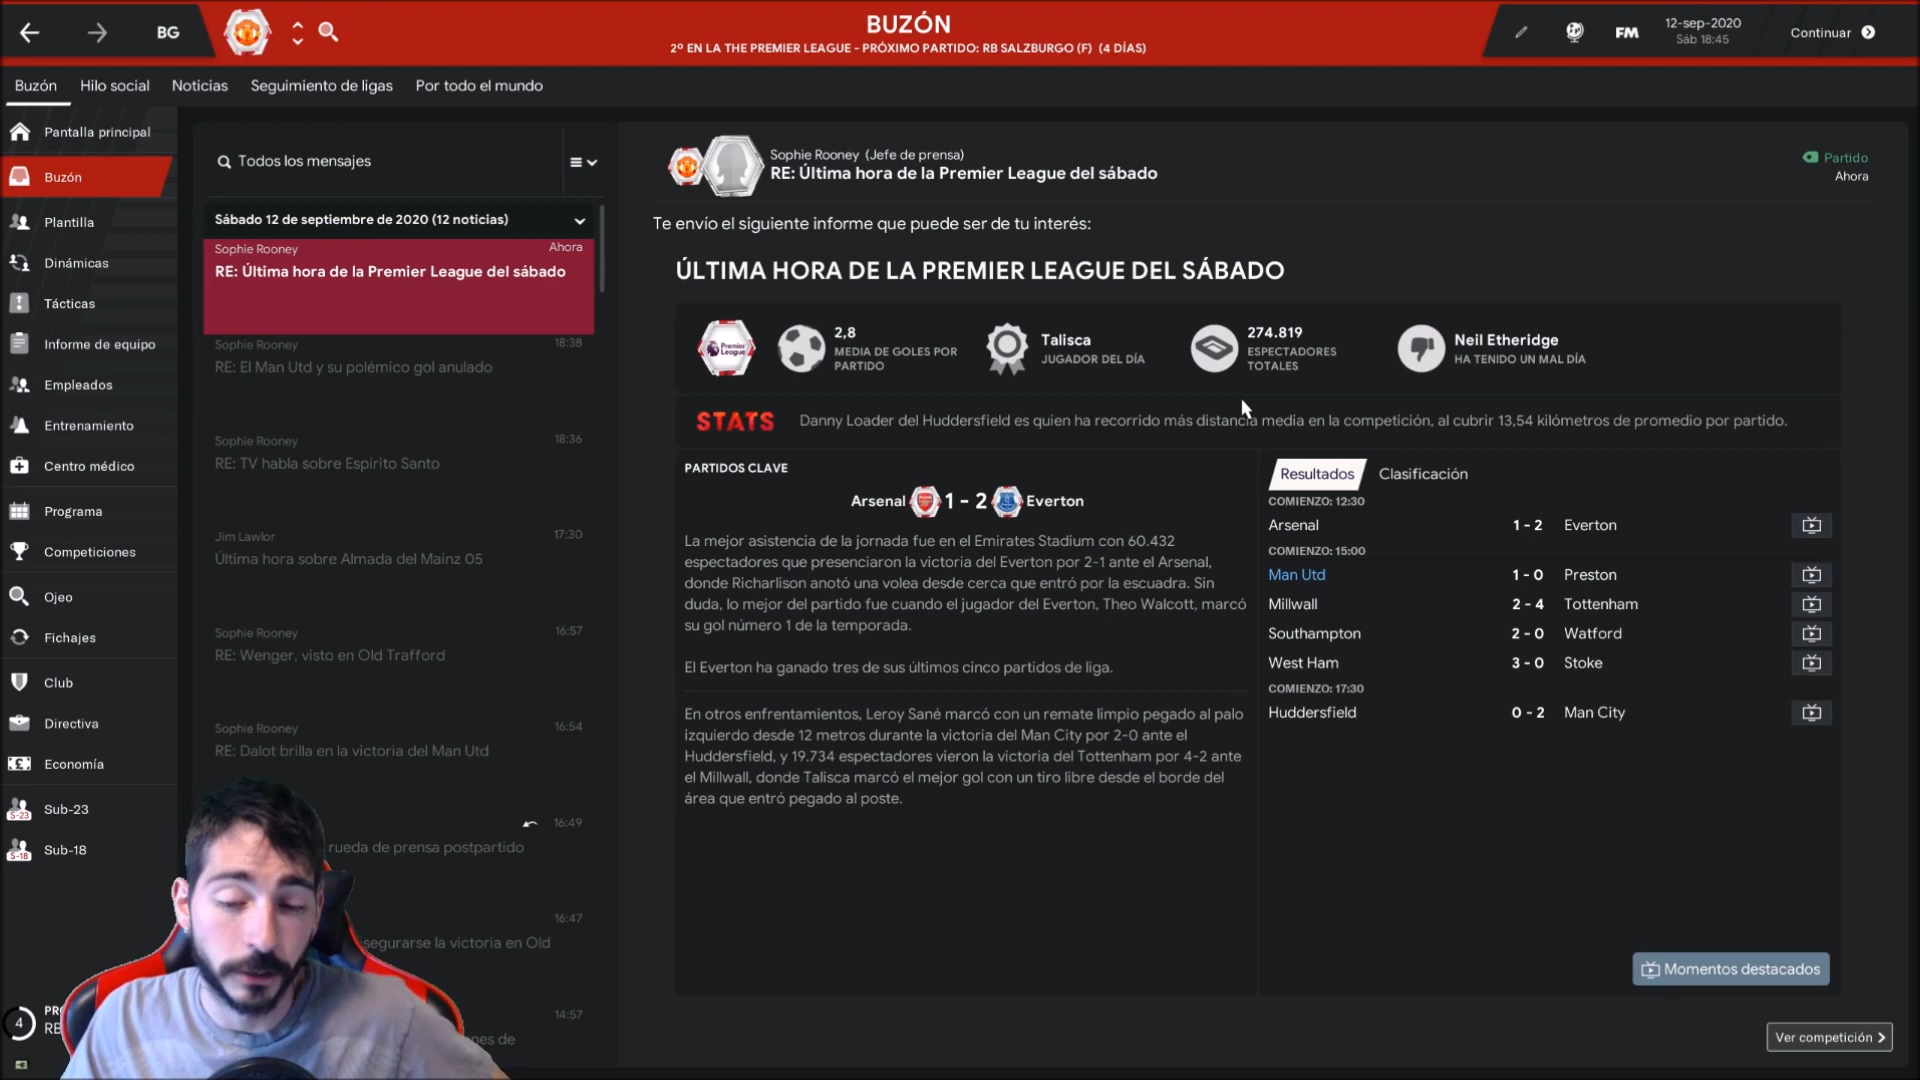 BG
BUZÓN
2º EN LA THE PREMIER LEAGUE - PRÓXIMO PARTIDO: RB SALZBURGO (F) (4 DÍAS)
FM
12-sep-2020
Sáb 18:45
Continuar
Buzón
Hilo social
Noticias
Seguimiento de ligas
Por todo el mundo
Pantalla principal
Buzón
Plantilla
Dinámicas
Tácticas
Informe de equipo
Empleados
Entrenamiento
Centro médico
Programa
Competiciones
Ojeo
Fichajes
Club
Directiva
Economía
S-23
Sub-23
S-18
Sub-18
4
PR
RB
Todos los mensajes
Sábado 12 de septiembre de 2020 (12 noticias)
Sophie Rooney
Ahora
RE: Última hora de la Premier League del sábado
Sophie Rooney
18:38
RE: El Man Utd y su polémico gol anulado
Sophie Rooney
18:36
RE: TV habla sobre Espírito Santo
Jim Lawlor
17:30
Última hora sobre Almada del Mainz 05
Sophie Rooney
16:57
RE: Wenger, visto en Old Trafford
Sophie Rooney
16:54
RE: Dalot brilla en la victoria del Man Utd
16:49
rueda de prensa postpartido
16:47
segurarse la victoria en Old
14:57
nes de
Sophie Rooney (Jefe de prensa)
RE: Última hora de la Premier League del sábado
Partido
Ahora
Te envío el siguiente informe que puede ser de tu interés:
ÚLTIMA HORA DE LA PREMIER LEAGUE DEL SÁBADO
Premier League
2,8
MEDIA DE GOLES POR
PARTIDO
Talisca
JUGADOR DEL DÍA
274.819
ESPECTADORES
TOTALES
Neil Etheridge
HA TENIDO UN MAL DÍA
STATS
Danny Loader del Huddersfield es quien ha recorrido más distancia media en la competición, al cubrir 13,54 kilómetros de promedio por partido.
PARTIDOS CLAVE
Arsenal 1 - 2 Everton
La mejor asistencia de la jornada fue en el Emirates Stadium con 60.432
espectadores que presenciaron la victoria del Everton por 2-1 ante el Arsenal,
donde Richarlison anotó una volea desde cerca que entró por la escuadra. Sin
duda, lo mejor del partido fue cuando el jugador del Everton, Theo Walcott, marcó
su gol número 1 de la temporada.
El Everton ha ganado tres de sus últimos cinco partidos de liga.
En otros enfrentamientos, Leroy Sané marcó con un remate limpio pegado al palo
izquierdo desde 12 metros durante la victoria del Man City por 2-0 ante el
Huddersfield, y 19.734 espectadores vieron la victoria del Tottenham por 4-2 ante
el Millwall, donde Talisca marcó el mejor gol con un tiro libre desde el borde del
área que entró pegado al poste.
Resultados
Clasificación
COMIENZO: 12:30
Arsenal 1 - 2 Everton
COMIENZO: 15:00
Man Utd 1 - 0 Preston
Millwall 2 - 4 Tottenham
Southampton 2 - 0 Watford
West Ham 3 - 0 Stoke
COMIENZO: 17:30
Huddersfield 0 - 2 Man City
Momentos destacados
Ver competición